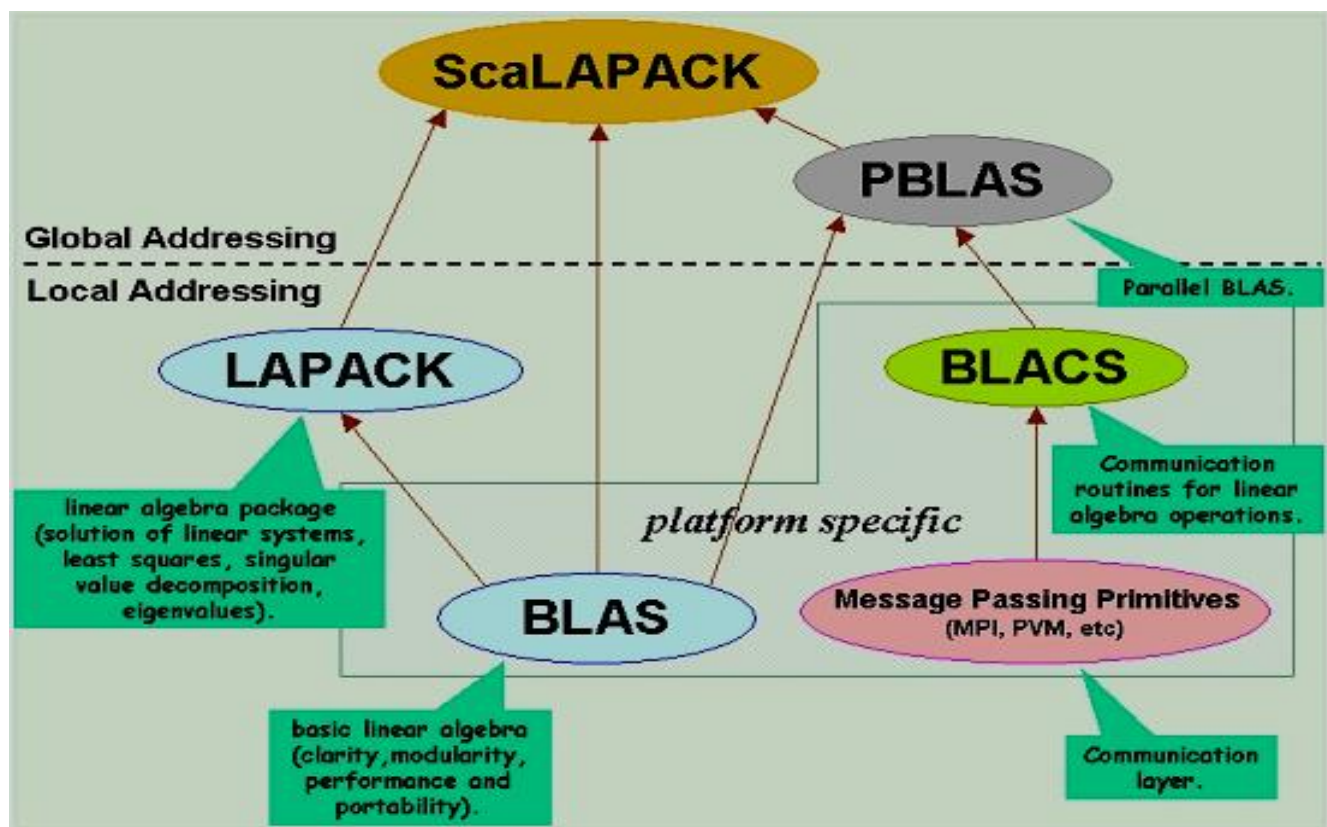 ScaLAPACK
PBLAS
Global Addressing
Local Addressing
Parallel BLAS.
LAPACK
BLACS
linear algebra package
(solution of linear systems,
least squares, singular
value decomposition,
eigenvalues).
Communication
routines for linear
algebra operations.
platform specific
BLAS
Message Passing Primitives
(MPI, PVM, etc)
basic linear algebra
(clarity,modularity,
performance and
portability).
Communication
layer.